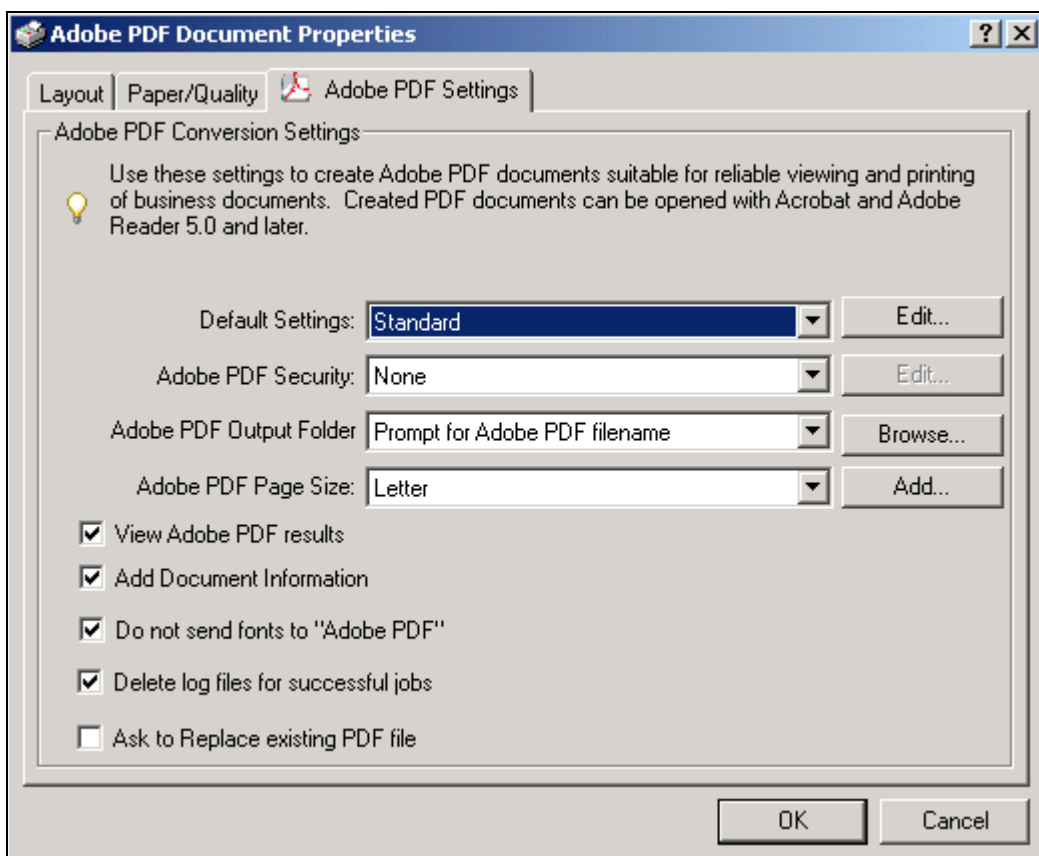 Adobe PDF Document Properties
Layout
Paper/Quality
Adobe PDF Settings
Adobe PDF Conversion Settings
Use these settings to create Adobe PDF documents suitable for reliable viewing and printing
of business documents.  Created PDF documents can be opened with Acrobat and Adobe
Reader 5.0 and later.
Default Settings: Standard Edit...
Adobe PDF Security: None Edit...
Adobe PDF Output Folder Prompt for Adobe PDF filename Browse...
Adobe PDF Page Size: Letter Add...
View Adobe PDF results
Add Document Information
Do not send fonts to "Adobe PDF"
Delete log files for successful jobs
Ask to Replace existing PDF file
OK Cancel